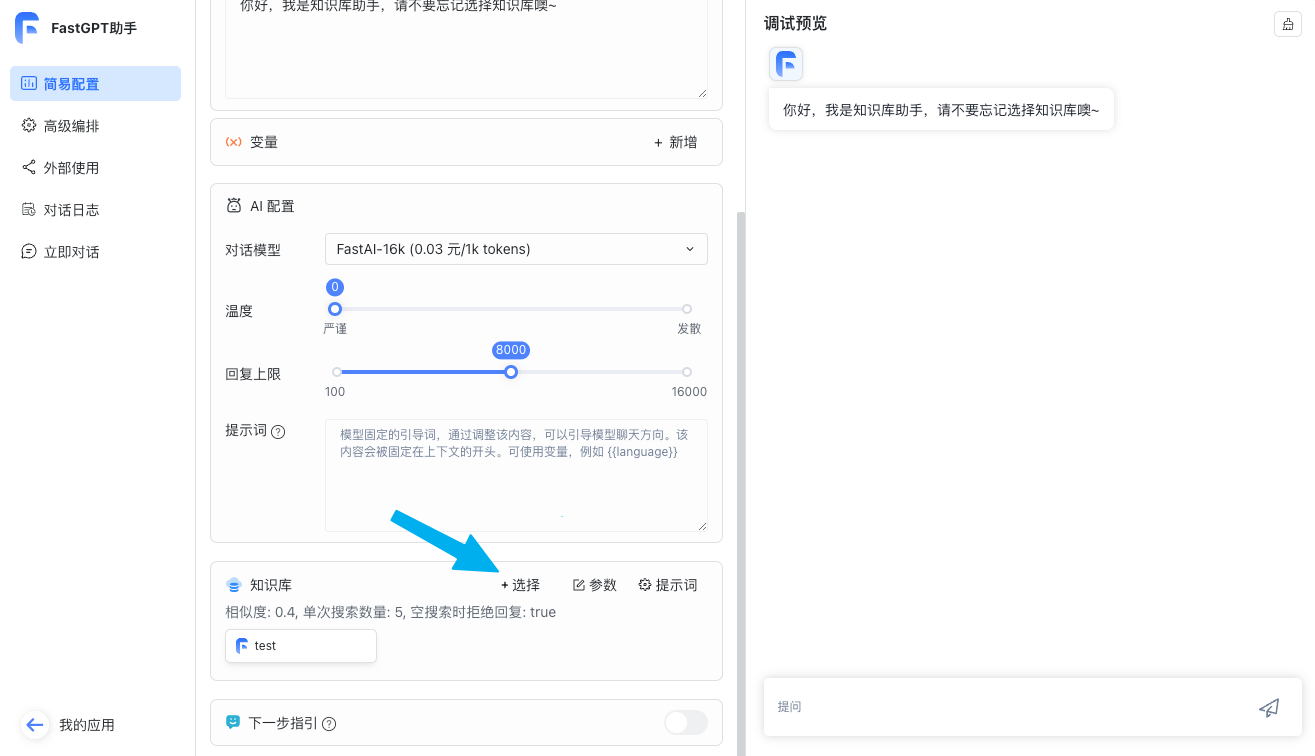 FastGPT助手
简易配置
高级编排
外部使用
对话日志
立即对话
我的应用
你好，我是知识库助手，请不要忘记选择知识库噢~
(x) 变量
+ 新增
AI 配置
对话模型
FastAI-16k (0.03 元/1k tokens)
温度
0
严谨
发散
回复上限
8000
100
16000
提示词
模型固定的引导词，通过调整该内容，可以引导模型聊天方向。该
内容会被固定在上下文的开头。可使用变量，例如 {{language}}
知识库
+ 选择
参数
提示词
相似度: 0.4, 单次搜索数量: 5, 空搜索时拒绝回复: true
test
下一步指引
调试预览
你好，我是知识库助手，请不要忘记选择知识库噢~
提问